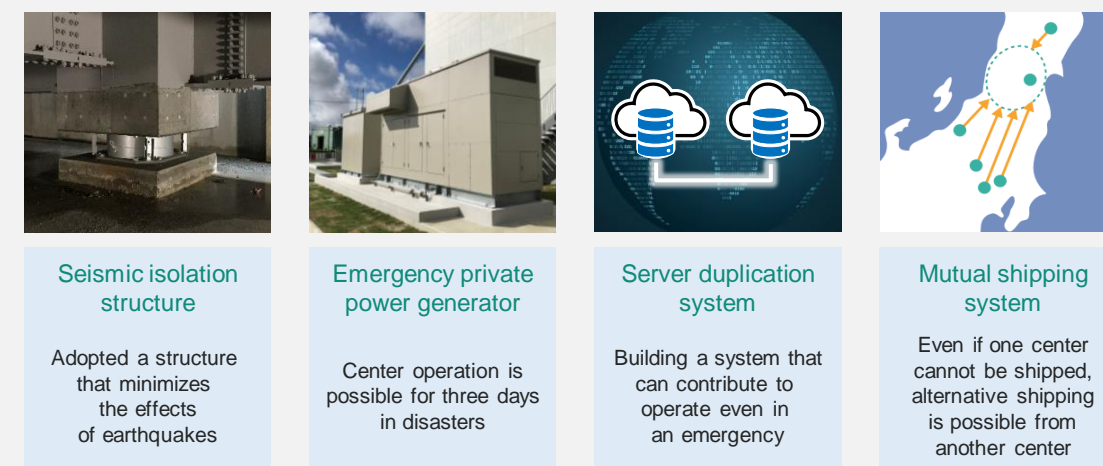 Seismic isolation
structure
Adopted a structure
that minimizes
the effects
of earthquakes
Emergency private
power generator
Center operation is
possible for three days
in disasters
Server duplication
system
Building a system that
can contribute to
operate even in
an emergency
Mutual shipping
system
Even if one center
cannot be shipped,
alternative shipping
is possible from
another center